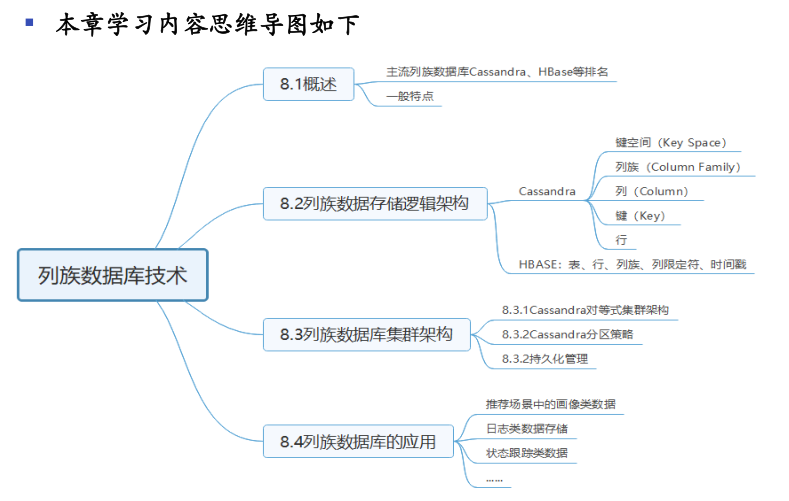 本章学习内容思维导图如下
列族数据库技术
8.1概述
主流列族数据库Cassandra、HBase等排名
一般特点
8.2列族数据存储逻辑架构
Cassandra
键空间（Key Space）
列族（Column Family）
列（Column）
键（Key）
行
HBASE：表、行、列族、列限定符、时间戳
8.3列族数据库集群架构
8.3.1Cassandra对等式集群架构
8.3.2Cassandra分区策略
8.3.2持久化管理
8.4列族数据库的应用
推荐场景中的画像类数据
日志类数据存储
状态跟踪类数据
......